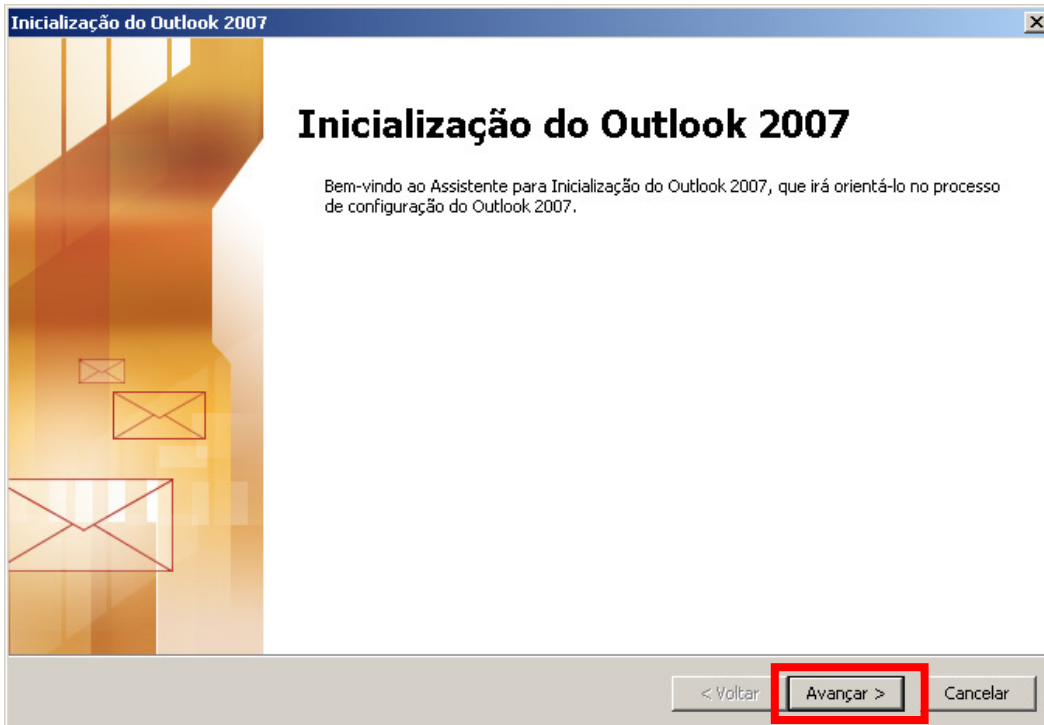 Inicialização do Outlook 2007
Inicialização do Outlook 2007
Bem-vindo ao Assistente para Inicialização do Outlook 2007, que irá orientá-lo no processo
de configuração do Outlook 2007.
< Voltar Avançar > Cancelar